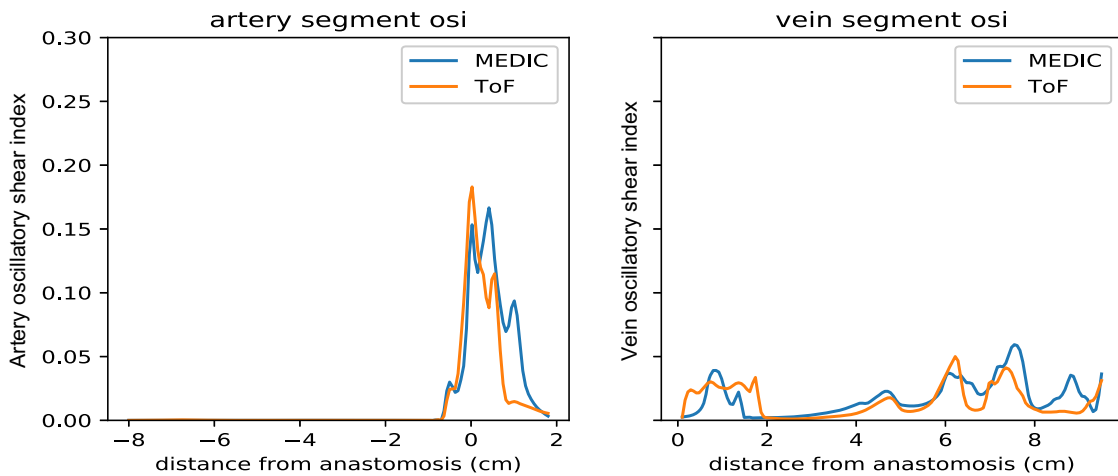 artery segment osi
Artery oscillatory shear index
0.30
0.25
0.20
0.15
0.10
0.05
0.00
MEDIC
ToF
−8
−6
−4
−2
0
2
distance from anastomosis (cm)
vein segment osi
Vein oscillatory shear index
MEDIC
ToF
0
2
4
6
8
distance from anastomosis (cm)